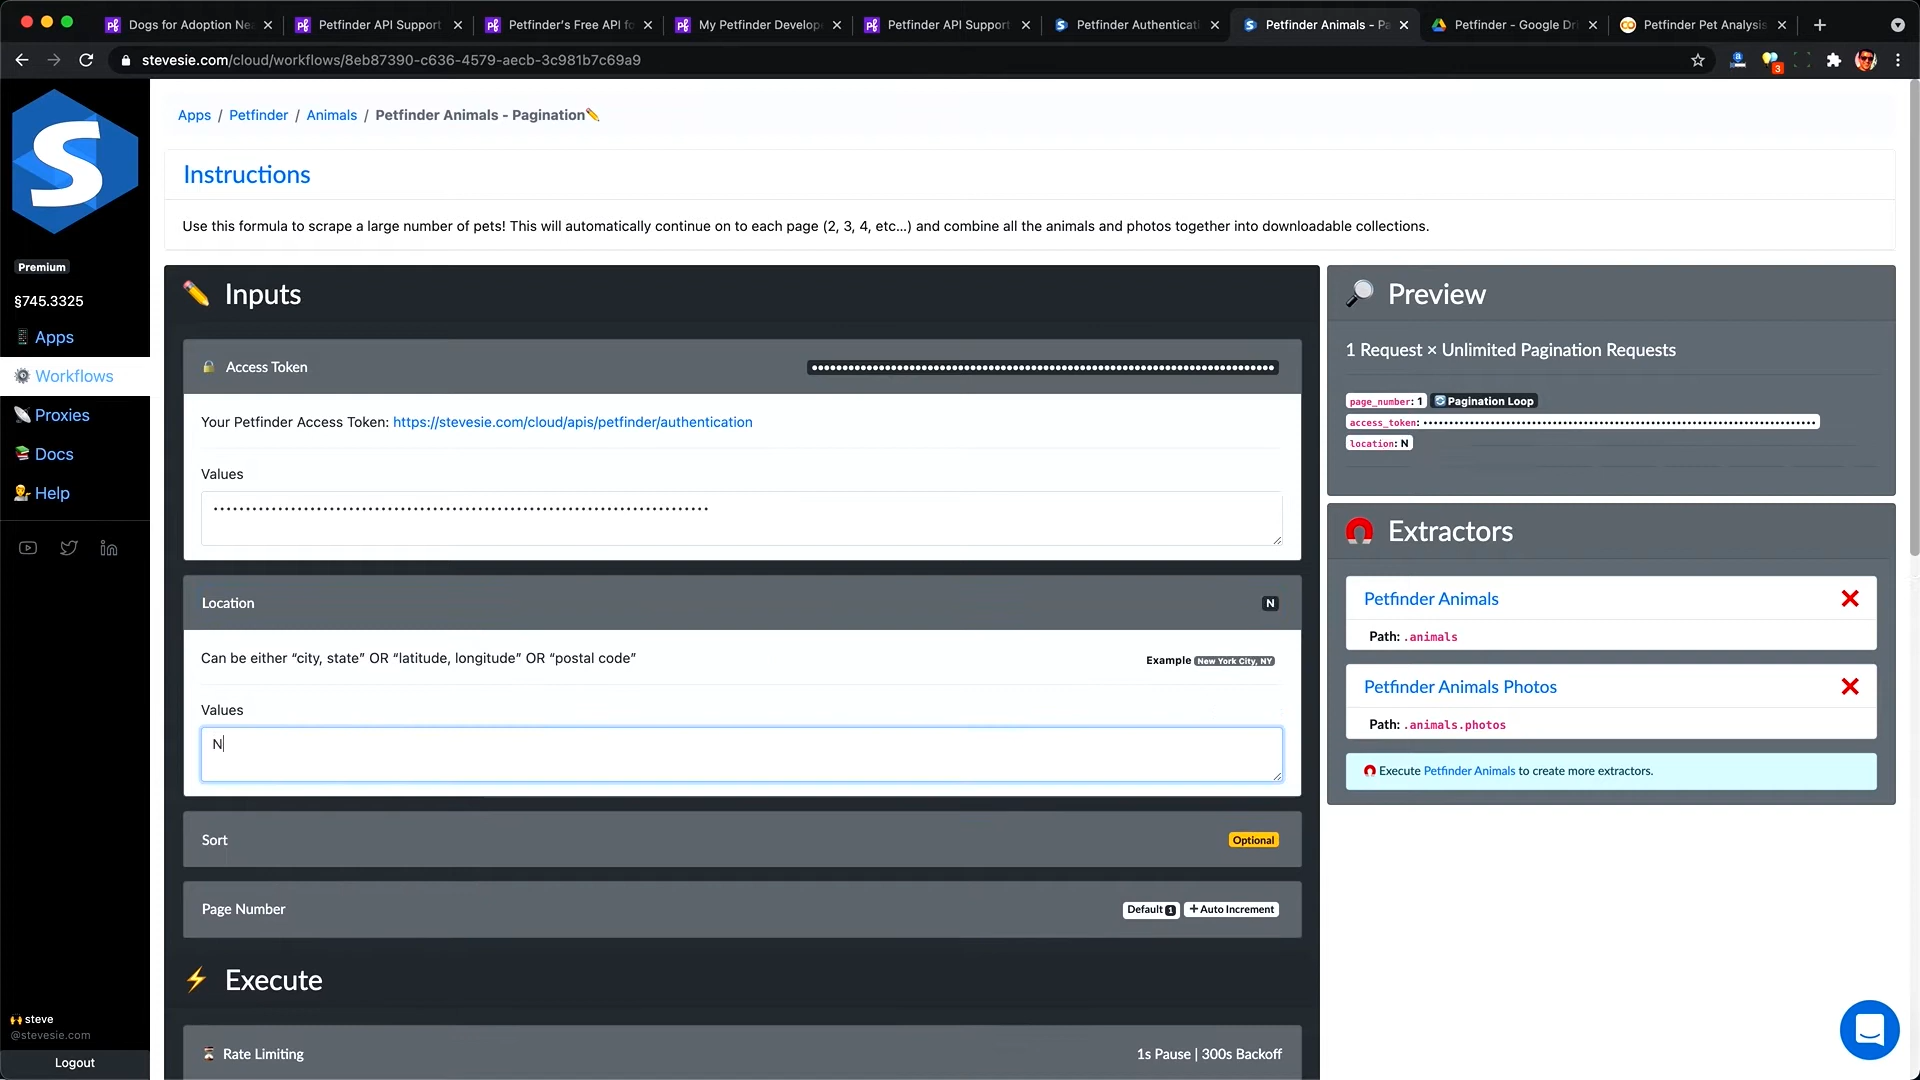 Dogs for Adoption Ne
Petfinder API Support
Petfinder's Free API fo
My Petfinder Develope
Petfinder API Support
Petfinder Authenticati
Petfinder Animals - Pa
Petfinder - Google Dri
Petfinder Pet Analysis
stevesie.com/cloud/workflows/8eb87390-c636-4579-aecb-3c981b7c69a9
3
S
Premium
§745.3325
Apps
Workflows
Proxies
Docs
Help
steve
@stevesie.com
Logout
Apps / Petfinder / Animals / Petfinder Animals - Pagination
Instructions
Use this formula to scrape a large number of pets! This will automatically continue on to each page (2, 3, 4, etc...) and combine all the animals and photos together into downloadable collections.
Inputs
Access Token
Your Petfinder Access Token: https://stevesie.com/cloud/apis/petfinder/authentication
Values
Location N
Can be either “city, state” OR “latitude, longitude” OR “postal code”
Example New York City, NY
Values
N
Sort Optional
Page Number Default 1 + Auto Increment
Execute
Rate Limiting 1s Pause | 300s Backoff
Preview
1 Request × Unlimited Pagination Requests
page_number: 1 Pagination Loop
access_token:
location: N
Extractors
Petfinder Animals
Path: .animals
Petfinder Animals Photos
Path: .animals.photos
Execute Petfinder Animals to create more extractors.